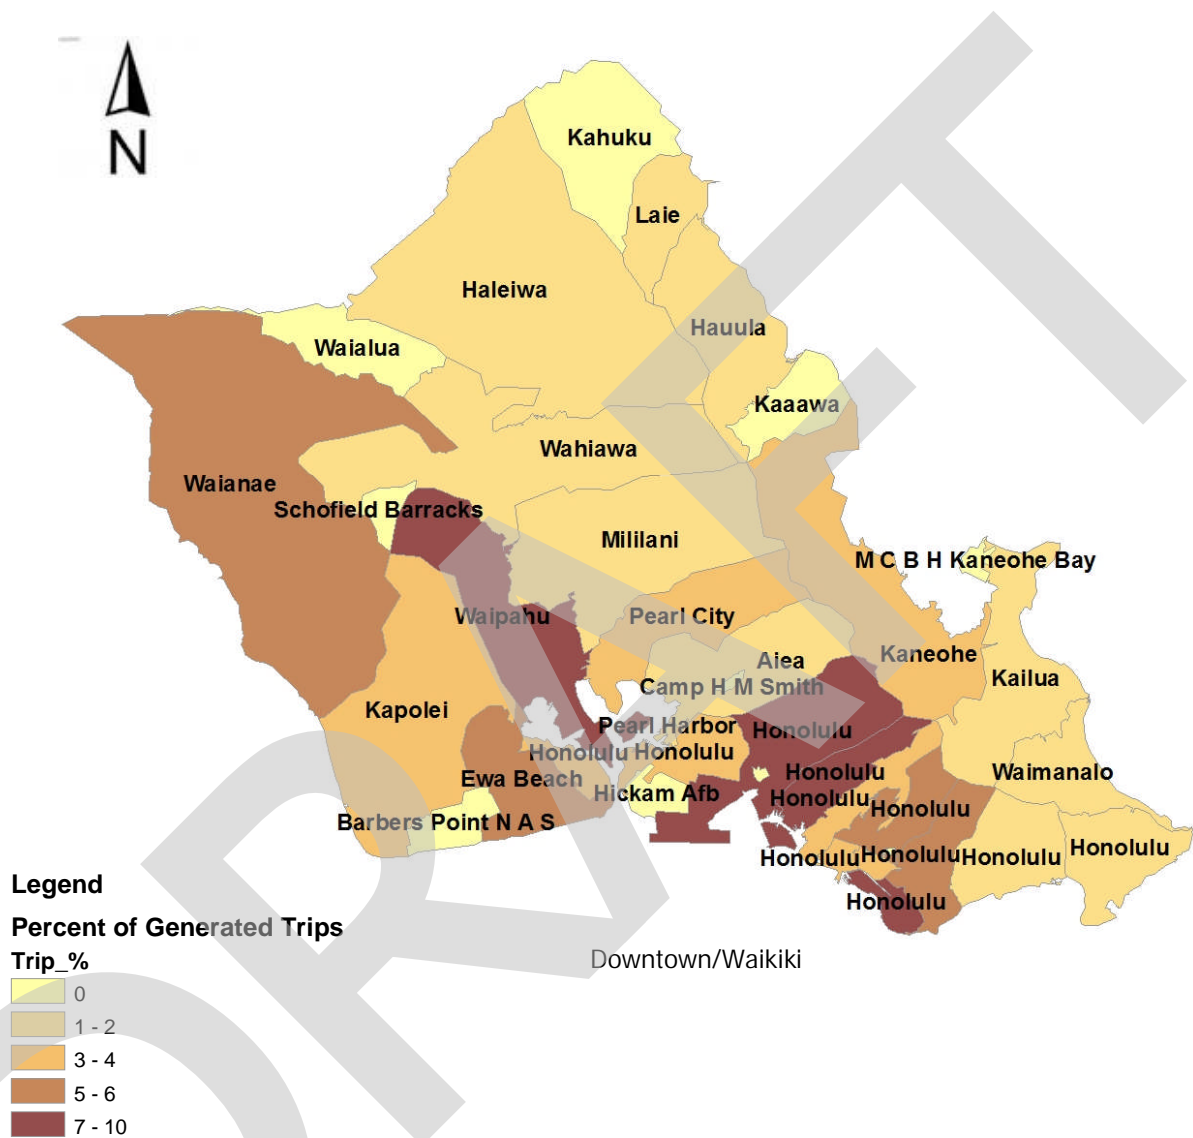 N
Kahuku
Laie
Haleiwa
Hauula
Waialua
Kaaawa
Wahiawa
Waianae
Schofield Barracks
Mililani
M C B H Kaneohe Bay
Waipahu
Pearl City
Kaneohe
Aiea
Kailua
Camp H M Smith
Kapolei
Pearl Harbor
Honolulu
Honolulu
Honolulu
Honolulu
Waimanalo
Ewa Beach
Hickam Afb
Honolulu
Honolulu
Barbers Point N A S
Honolulu
Honolulu
Honolulu
Honolulu
Honolulu
Legend
Percent of Generated Trips
Trip_%
0
1 - 2
3 - 4
5 - 6
7 - 10
Downtown/Waikiki
DRAFT